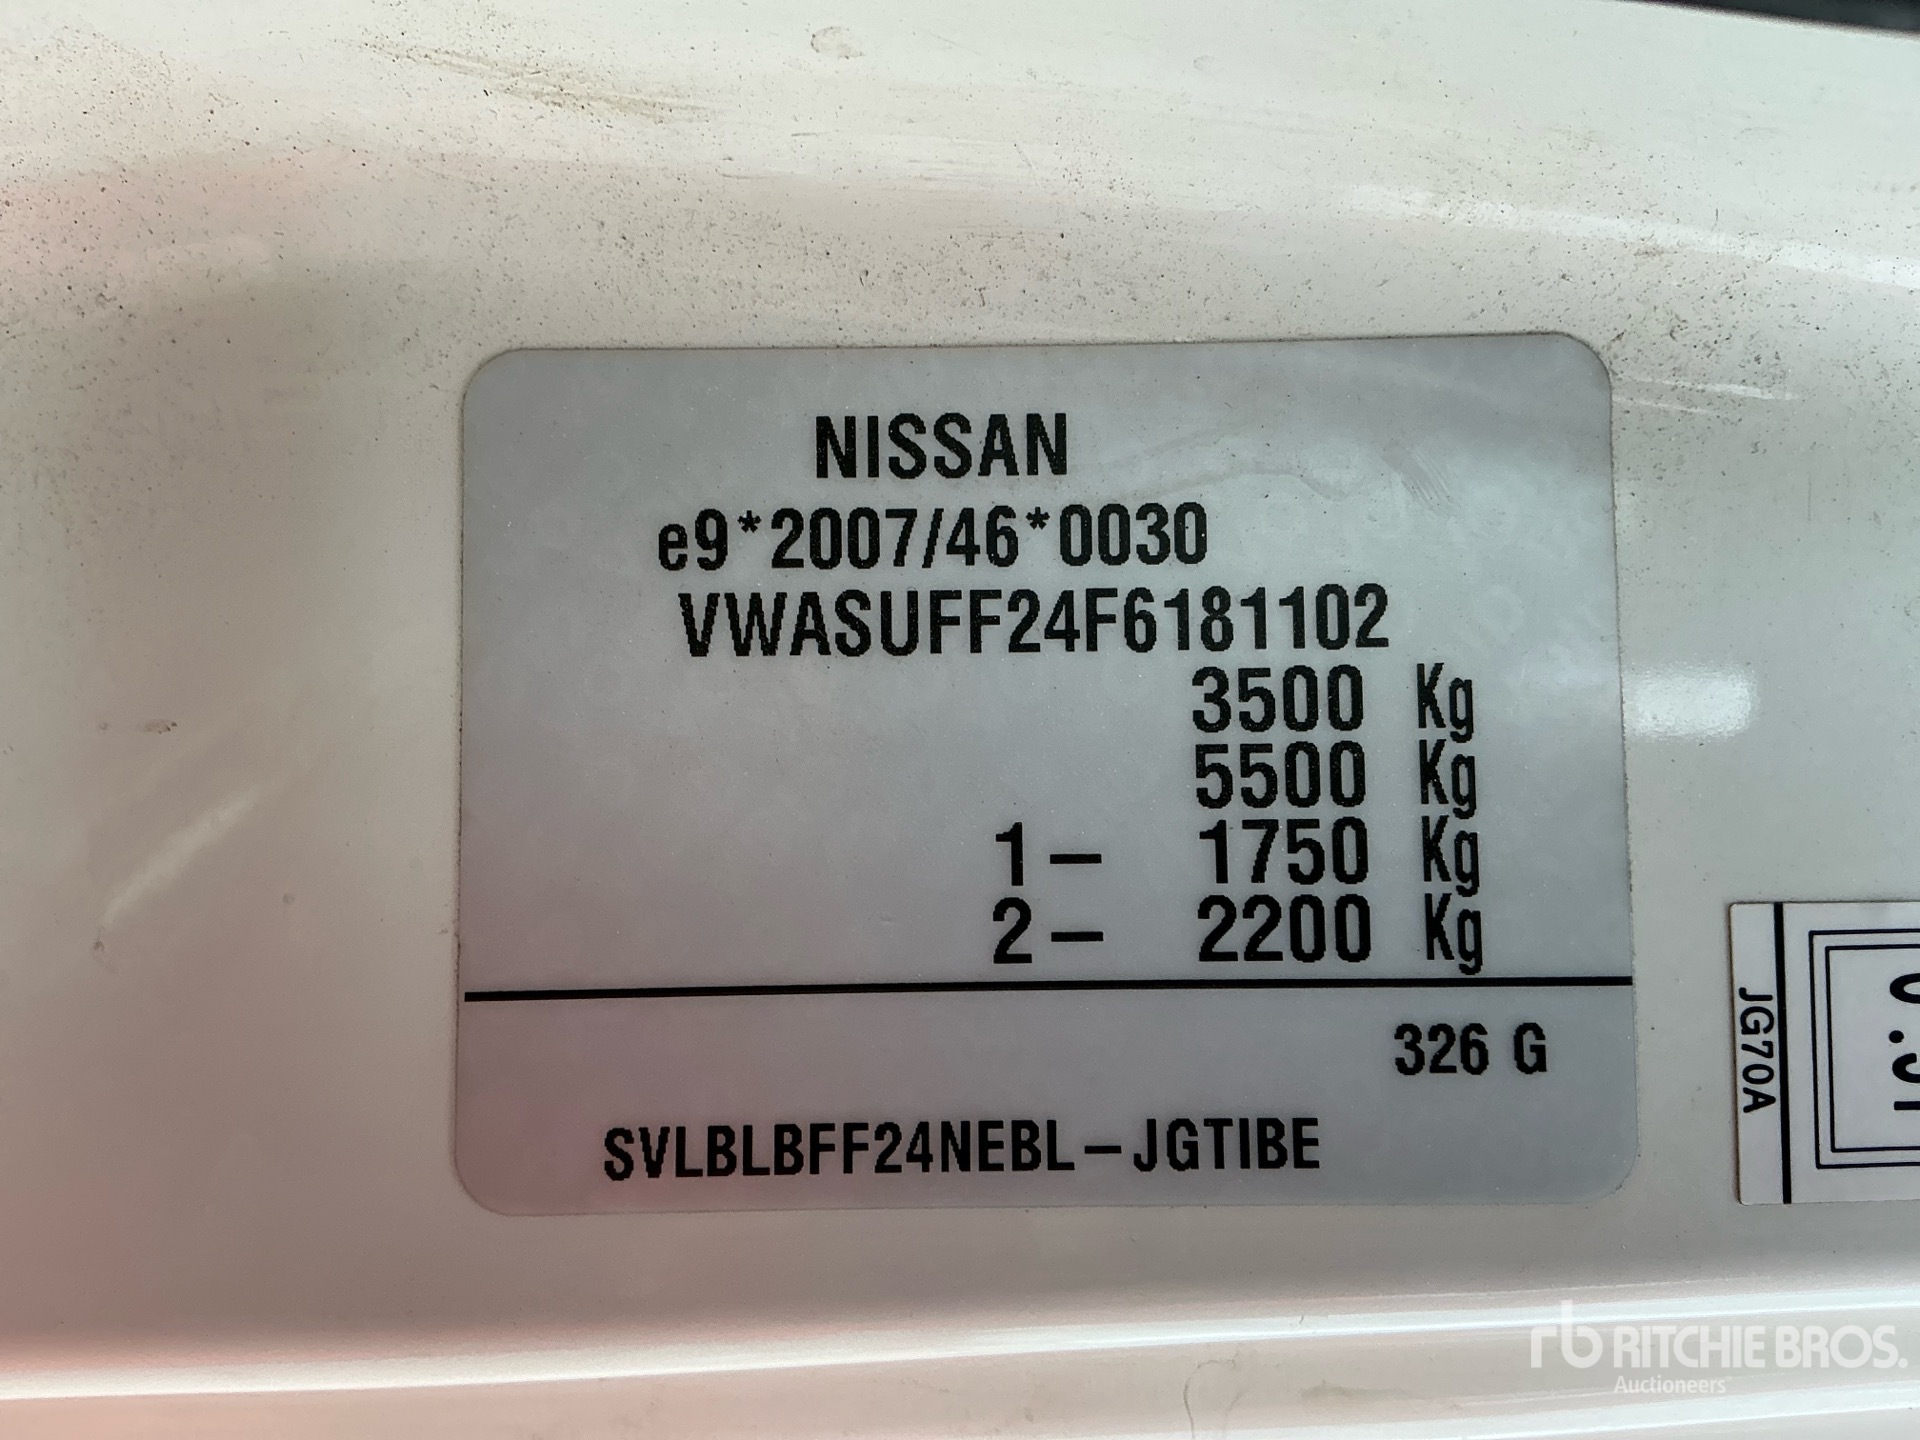 NISSAN
e9*2007/46*0030
VWASUFF24F6181102
3500 Kg
5500 Kg
1 – 1750 Kg
2 – 2200 Kg
326 G
SVLBLBFF24NEBL–JGTIBE
JG70A
rb RITCHIE BROS.
Auctioneers